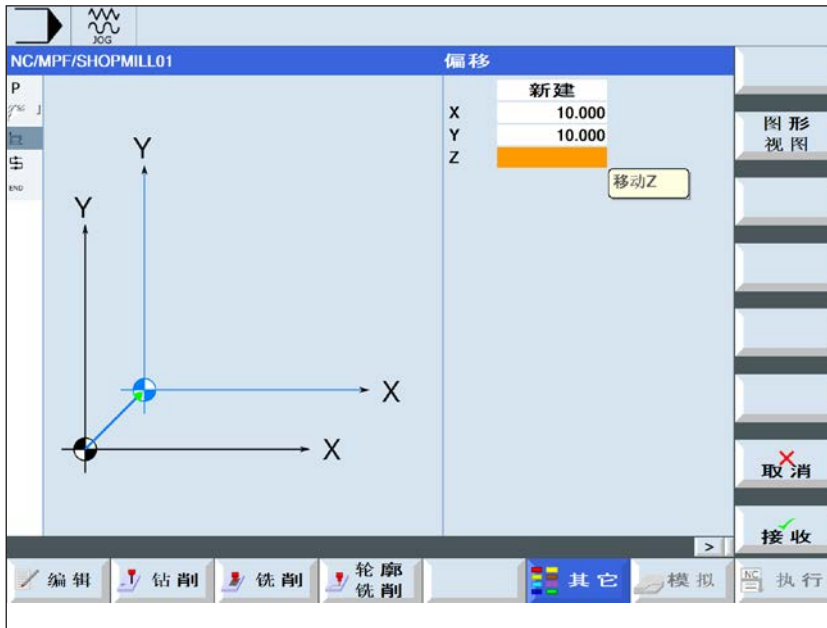 JOG
NC/MPF/SHOPMILL01
偏移
P
END
新建
X 10.000
Y 10.000
Z
移动Z
Y
Y
X
X
图形
视图
取消
接收
>
编辑
钻削
铣削
轮廓
铣削
其它
模拟
NC
执行